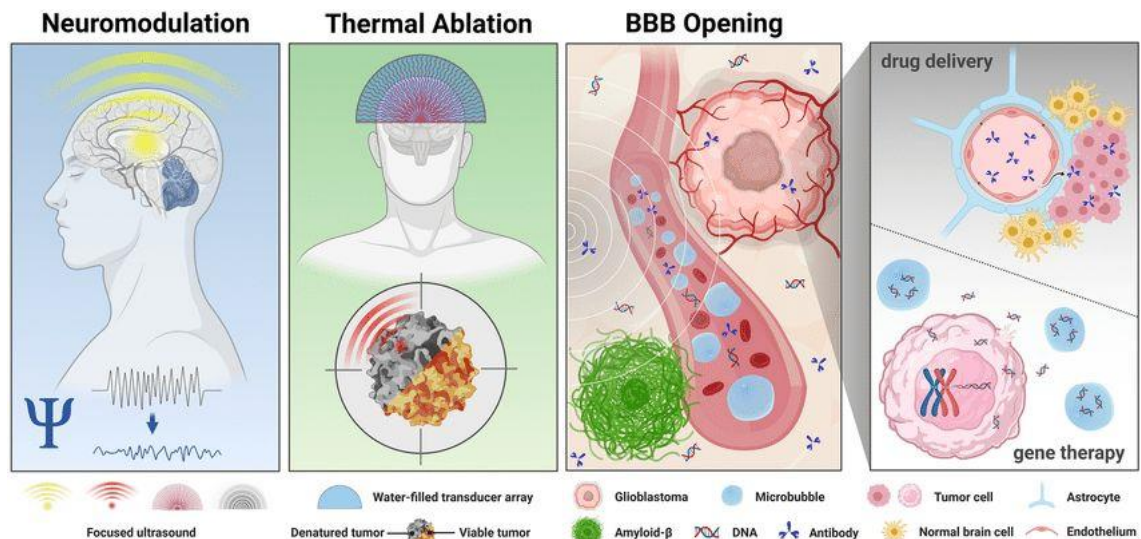 Neuromodulation
Thermal Ablation
BBB Opening
drug delivery
Ψ
gene therapy
Focused ultrasound
Water-filled transducer array
Denatured tumor
Viable tumor
Glioblastoma
Microbubble
Amyloid-β
DNA
Antibody
Tumor cell
Astrocyte
Normal brain cell
Endothelium